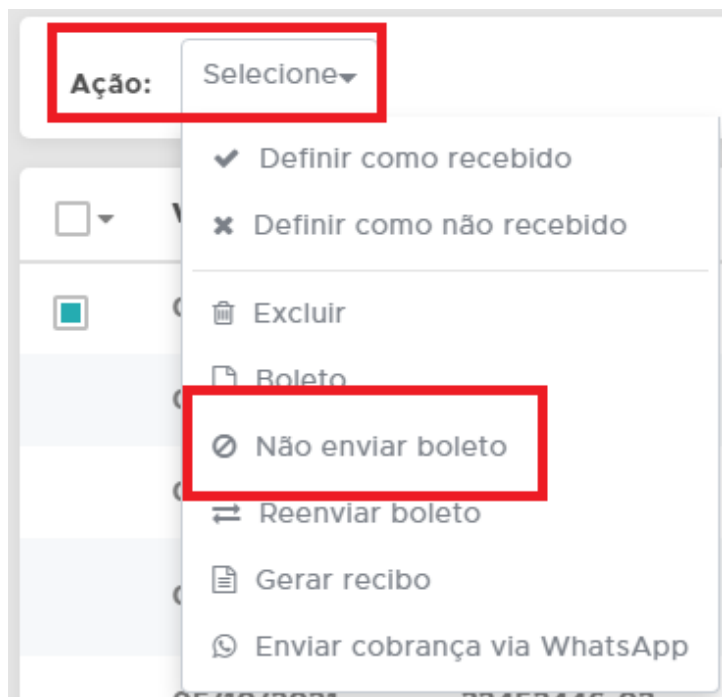 Ação:
Selecione
Definir como recebido
Definir como não recebido
Excluir
Boleto
Não enviar boleto
Reenviar boleto
Gerar recibo
Enviar cobrança via WhatsApp